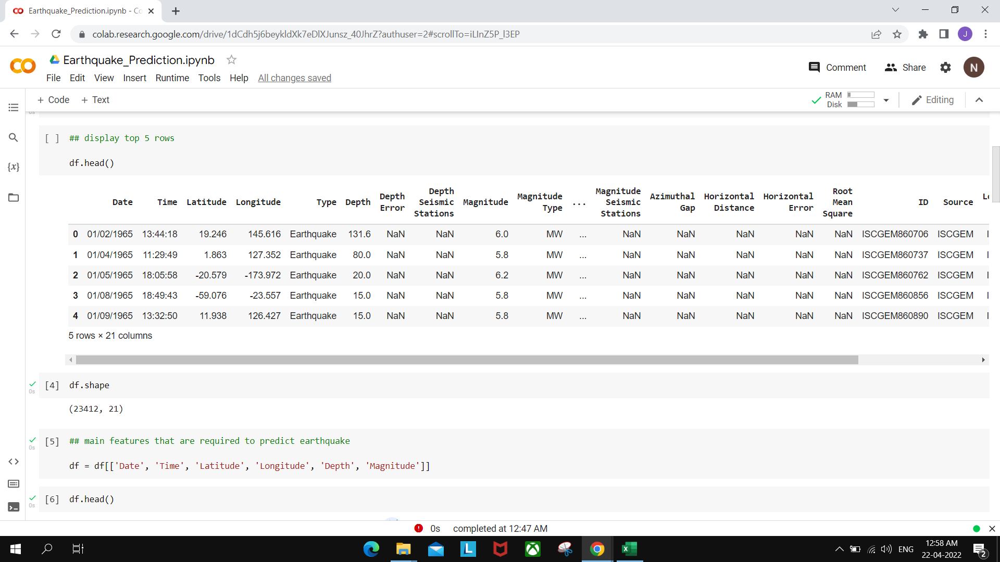 Earthquake_Prediction.ipynb - Co
colab.research.google.com/drive/1dCdh5j6beykldXk7eDlXJunsz_40JhrZ?authuser=2#scrollTo=iLlnZ5P_l3EP
J
Earthquake_Prediction.ipynb
Comment
Share
N
File Edit View Insert Runtime Tools Help All changes saved
+ Code + Text
RAM
Disk
Editing
0s
[ ] ## display top 5 rows
df.head()
{x}
Date Time Latitude Longitude Type Depth Depth Error Depth Seismic Stations Magnitude Magnitude Type ... Magnitude Seismic Stations Azimuthal Gap Horizontal Distance Horizontal Error Root Mean Square ID Source Lo
0 01/02/1965 13:44:18 19.246 145.616 Earthquake 131.6 NaN NaN 6.0 MW ... NaN NaN NaN NaN NaN ISCGEM860706 ISCGEM I
1 01/04/1965 11:29:49 1.863 127.352 Earthquake 80.0 NaN NaN 5.8 MW ... NaN NaN NaN NaN NaN ISCGEM860737 ISCGEM I
2 01/05/1965 18:05:58 -20.579 -173.972 Earthquake 20.0 NaN NaN 6.2 MW ... NaN NaN NaN NaN NaN ISCGEM860762 ISCGEM I
3 01/08/1965 18:49:43 -59.076 -23.557 Earthquake 15.0 NaN NaN 5.8 MW ... NaN NaN NaN NaN NaN ISCGEM860856 ISCGEM I
4 01/09/1965 13:32:50 11.938 126.427 Earthquake 15.0 NaN NaN 5.8 MW ... NaN NaN NaN NaN NaN ISCGEM860890 ISCGEM I
5 rows × 21 columns
[4] df.shape
0s
(23412, 21)
[5] ## main features that are required to predict earthquake
0s
df = df[['Date', 'Time', 'Latitude', 'Longitude', 'Depth', 'Magnitude']]
[6] df.head()
0s
0s completed at 12:47 AM
L
ENG
12:58 AM
22-04-2022
2